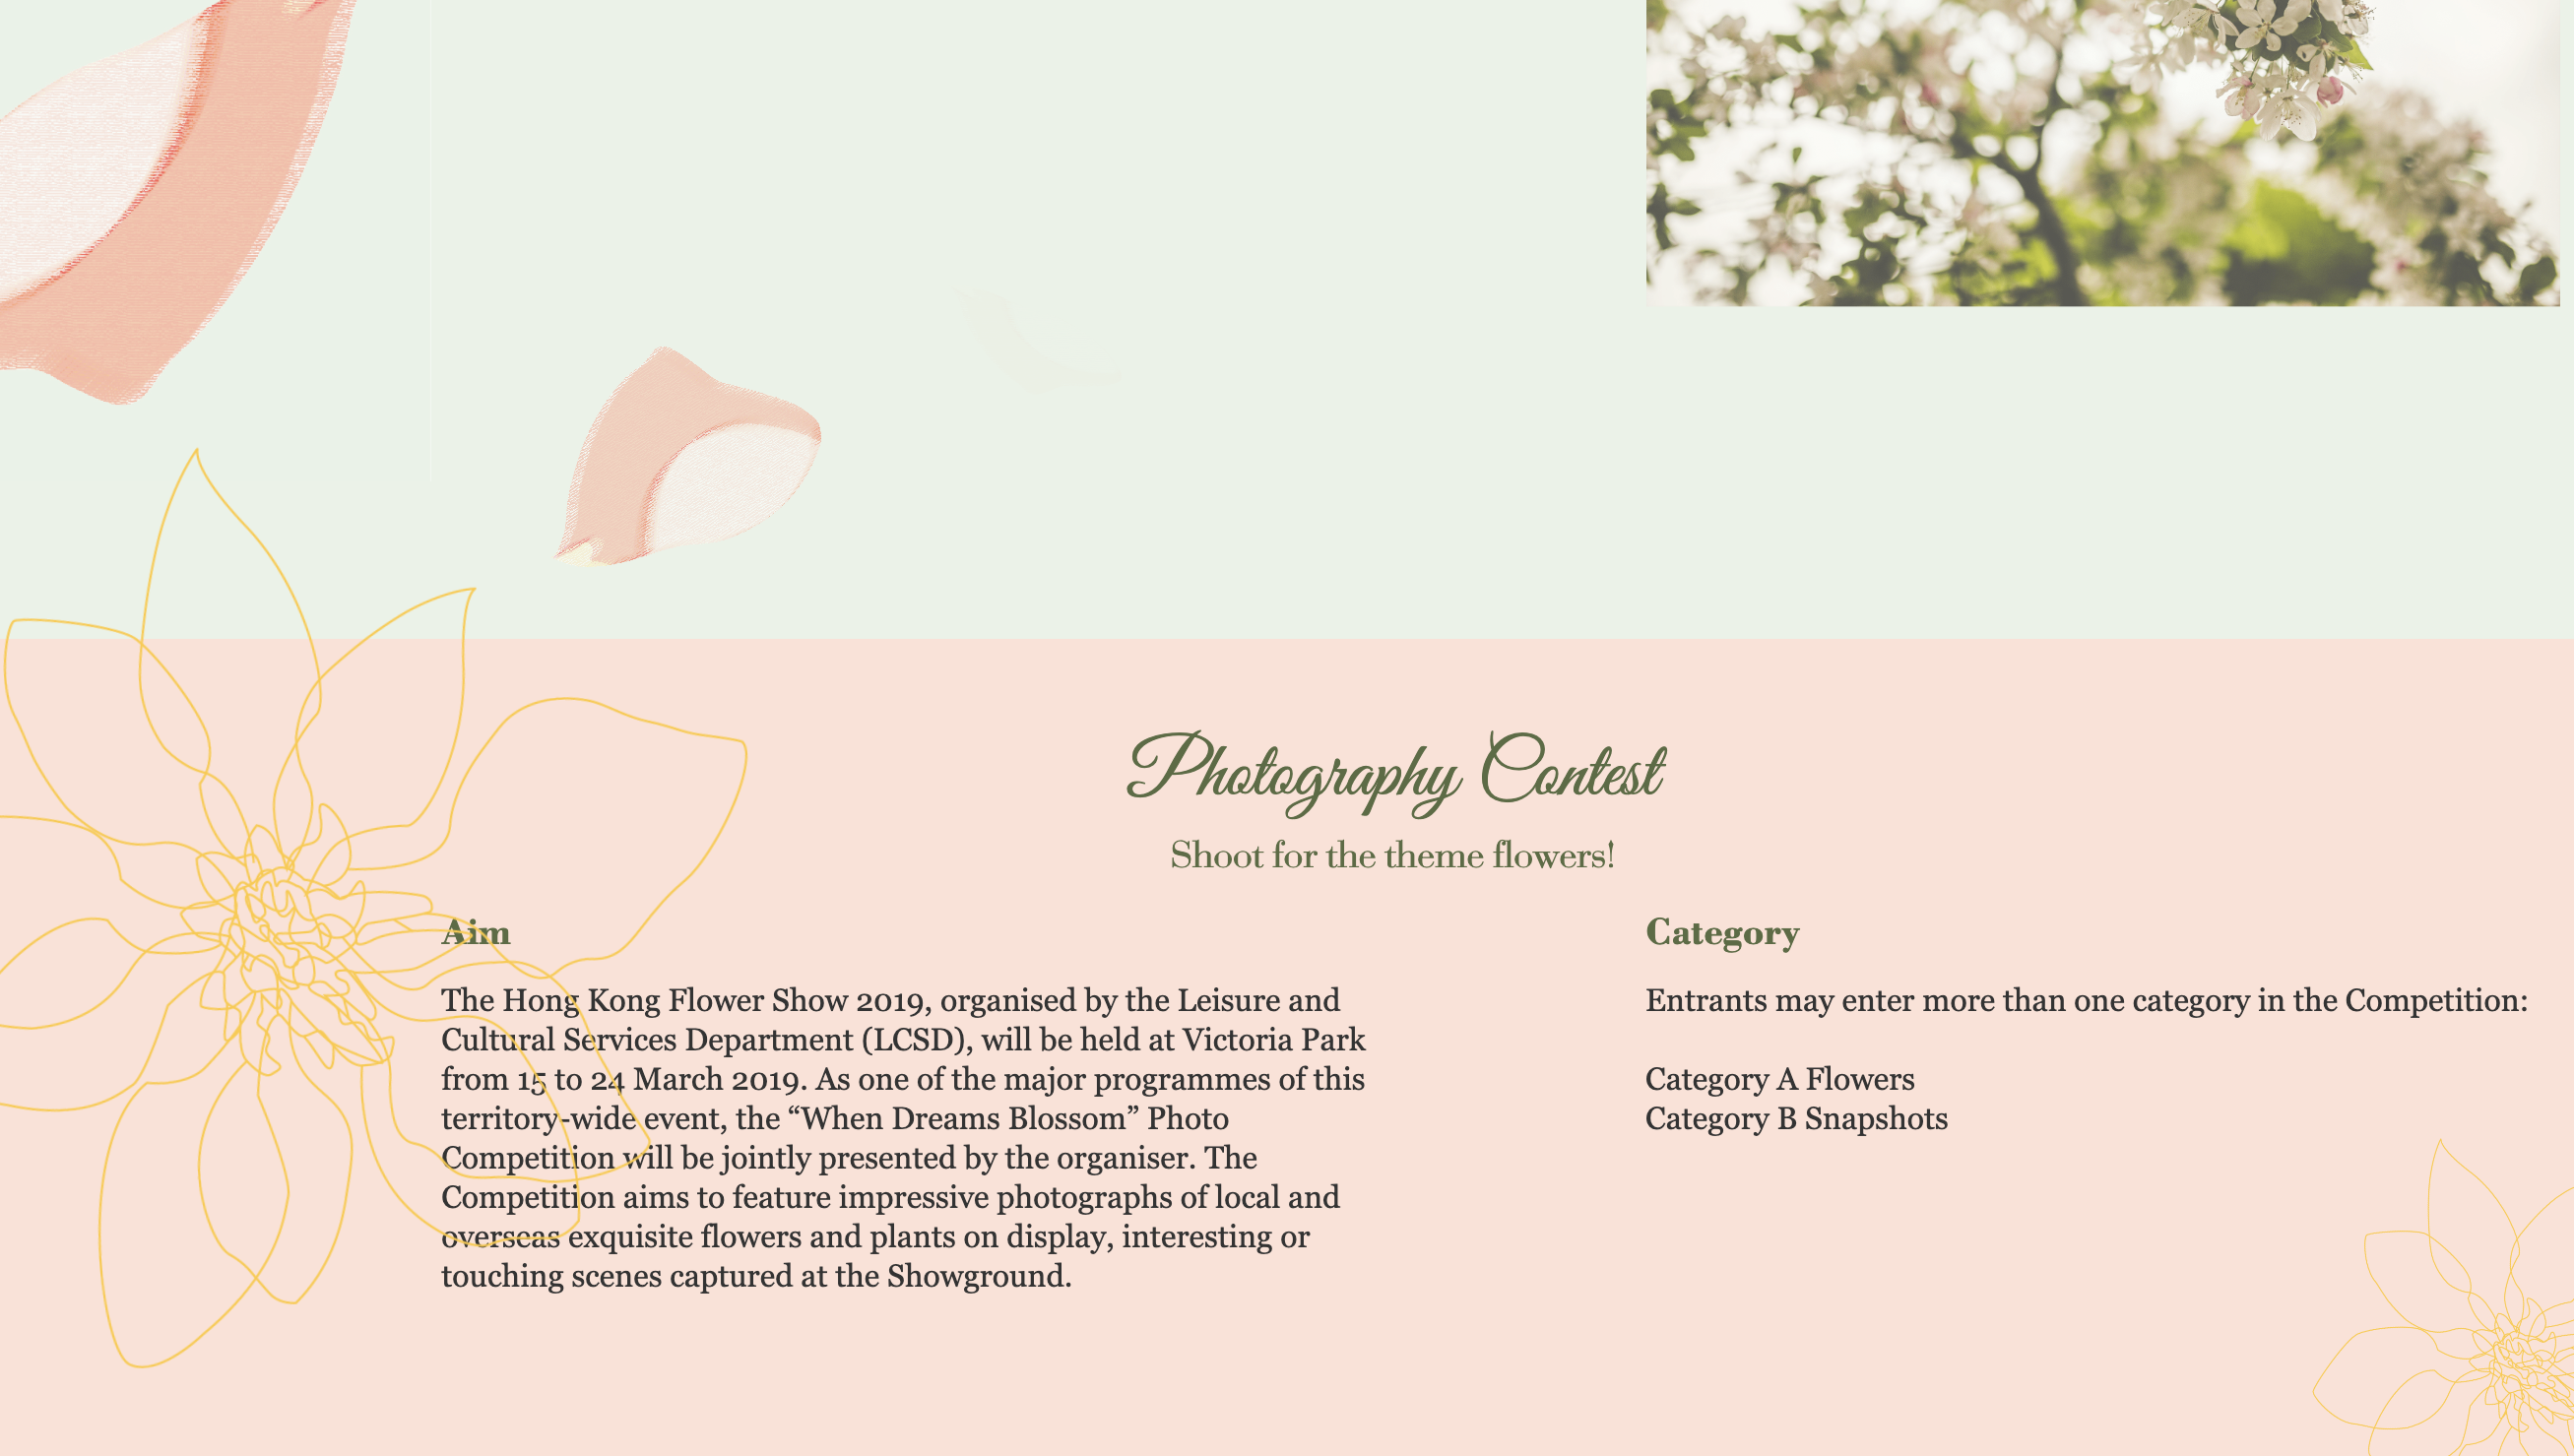 Photography Contest
Shoot for the theme flowers!
Aim
The Hong Kong Flower Show 2019, organised by the Leisure and
Cultural Services Department (LCSD), will be held at Victoria Park
from 15 to 24 March 2019. As one of the major programmes of this
territory-wide event, the “When Dreams Blossom” Photo
Competition will be jointly presented by the organiser. The
Competition aims to feature impressive photographs of local and
overseas exquisite flowers and plants on display, interesting or
touching scenes captured at the Showground.
Category
Entrants may enter more than one category in the Competition:
Category A Flowers
Category B Snapshots